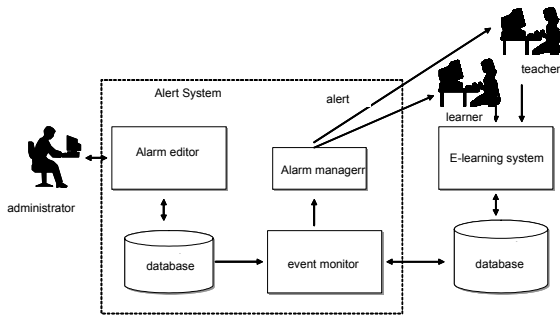 teacher
Alert System
alert
learner
Alarm editor
Alarm managerr
E-learning system
administrator
database
event monitor
database